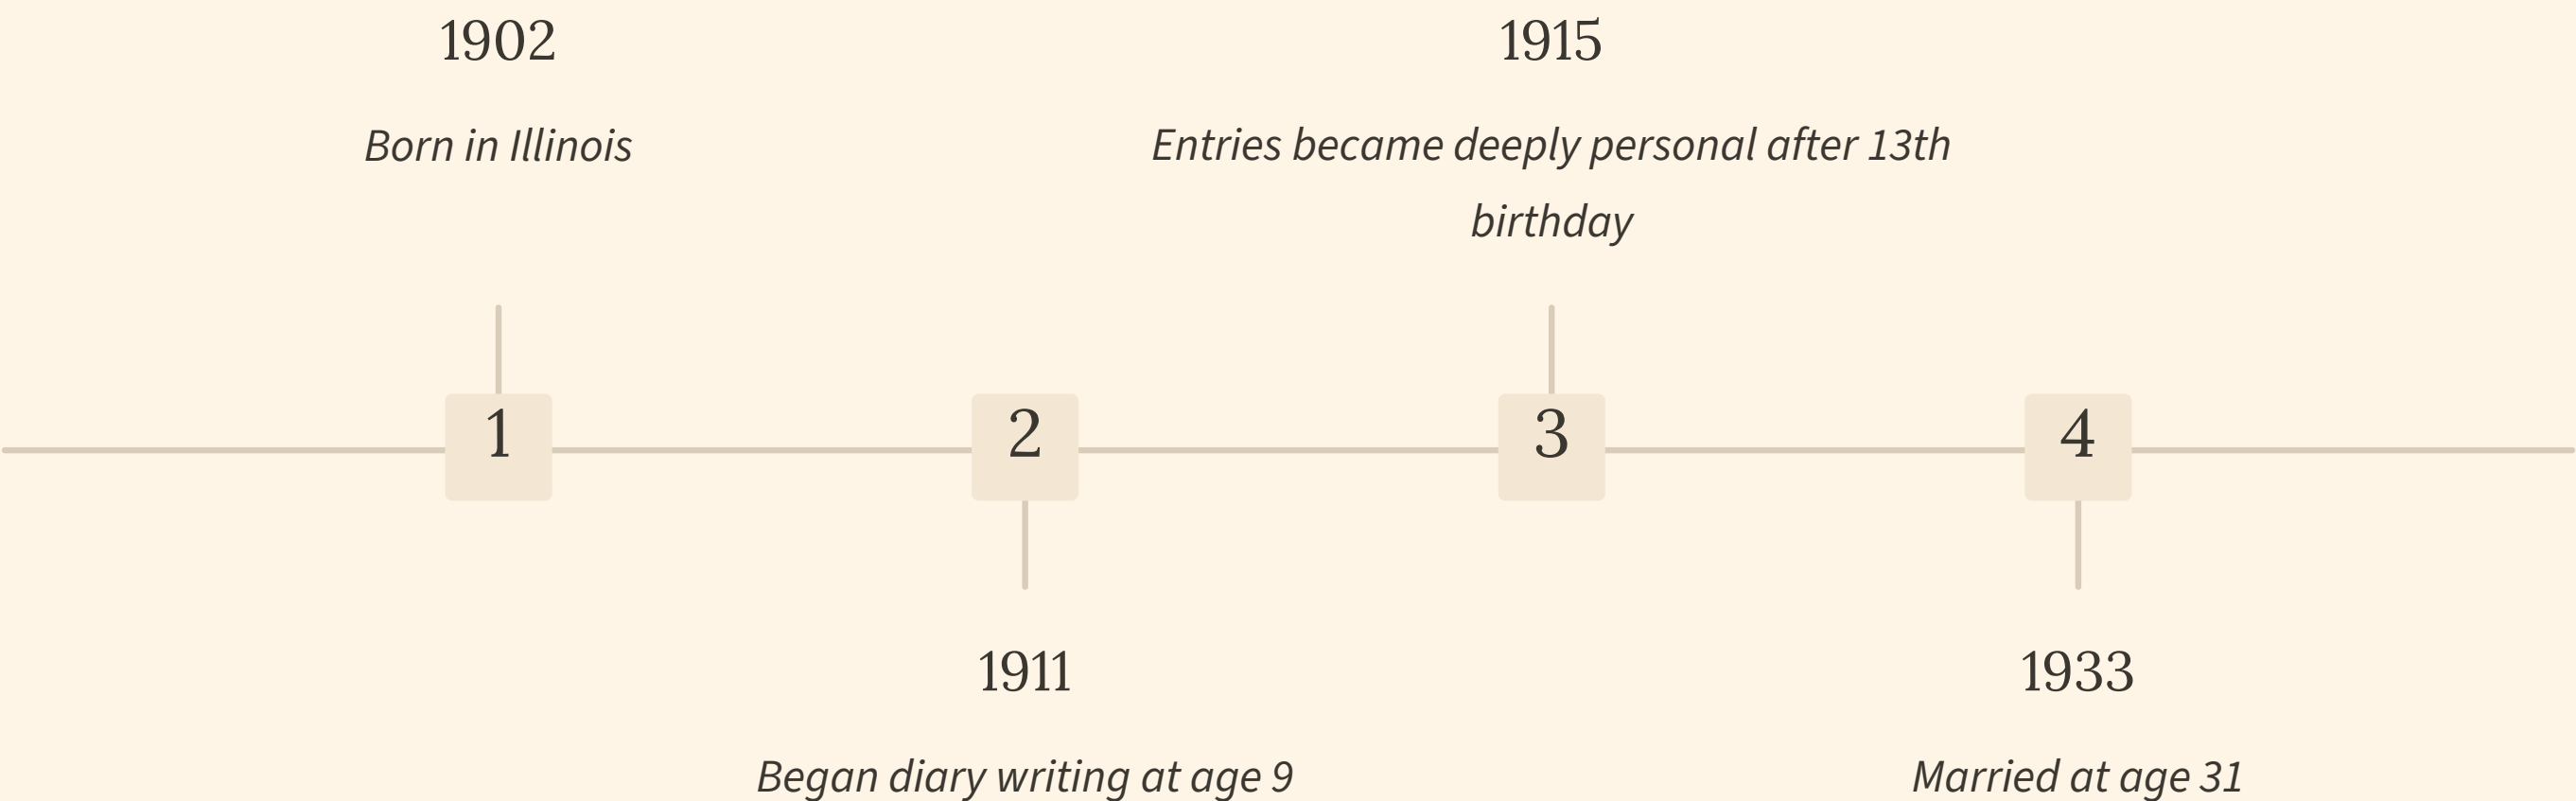 1902
Born in Illinois
1915
Entries became deeply personal after 13th
birthday
1
2
3
4
1911
Began diary writing at age 9
1933
Married at age 31